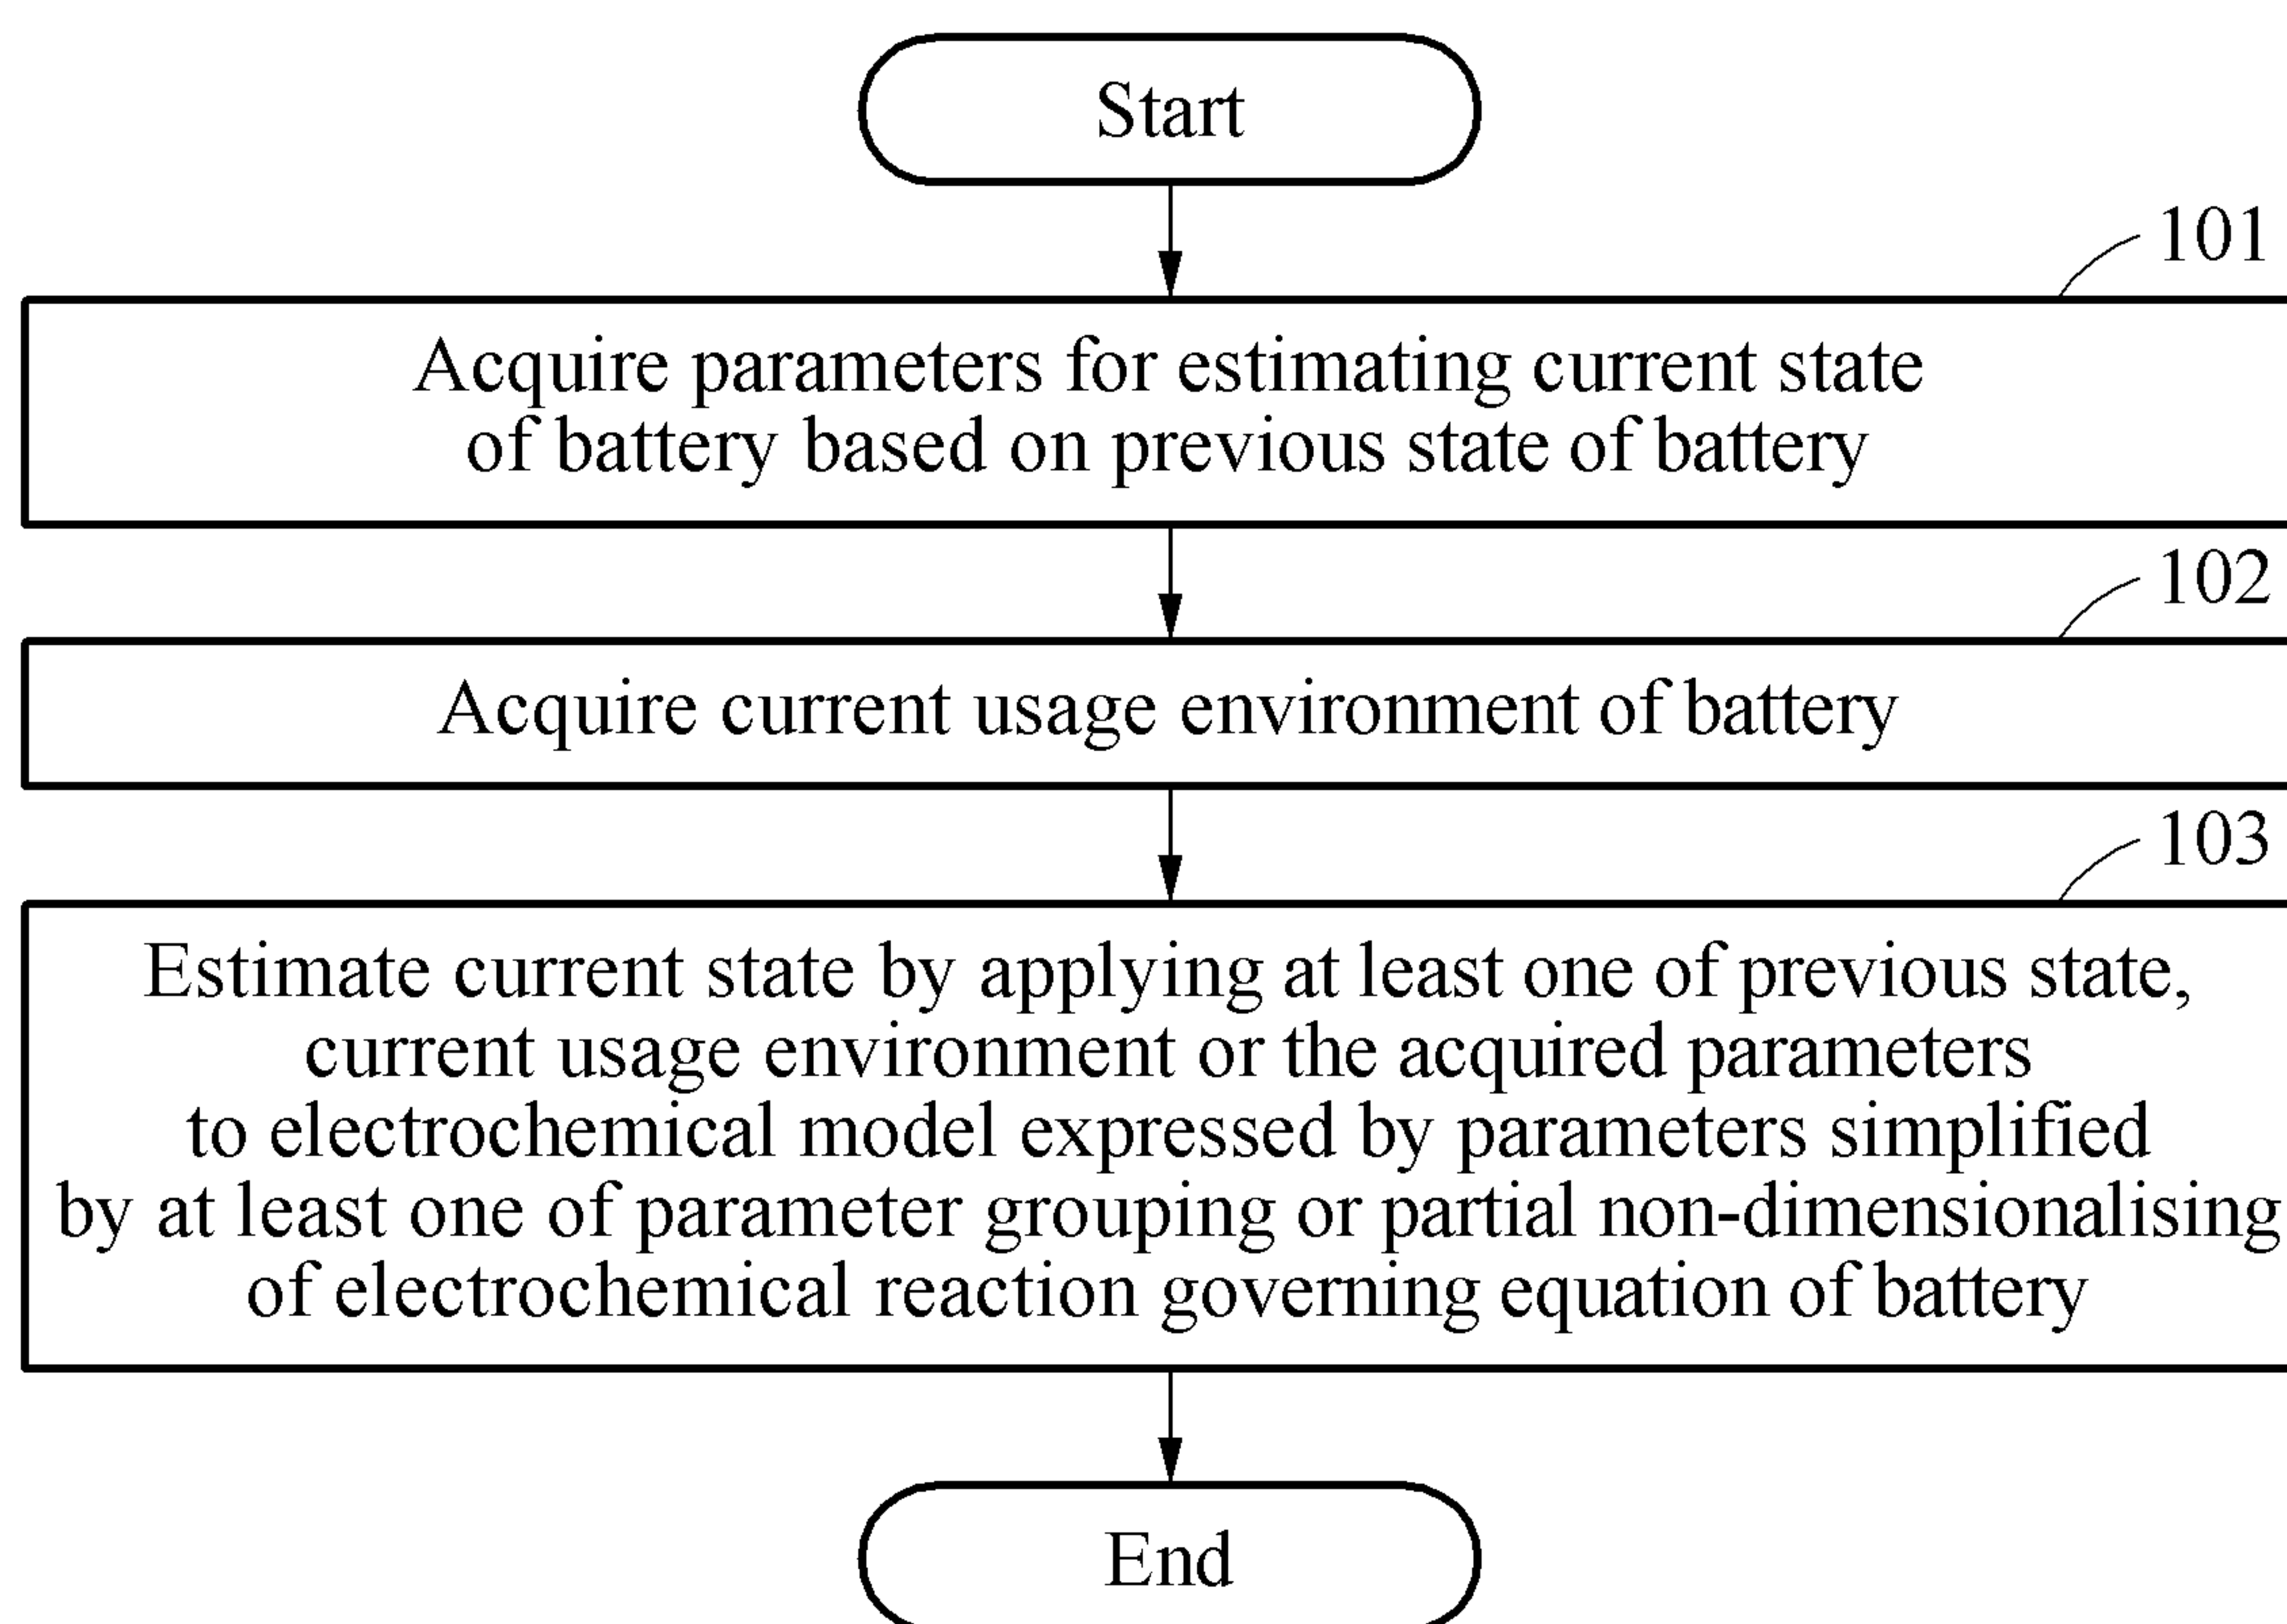 Start
101
Acquire parameters for estimating current state
of battery based on previous state of battery
102
Acquire current usage environment of battery
103
Estimate current state by applying at least one of previous state,
current usage environment or the acquired parameters
to electrochemical model expressed by parameters simplified
by at least one of parameter grouping or partial non-dimensionalising
of electrochemical reaction governing equation of battery
End